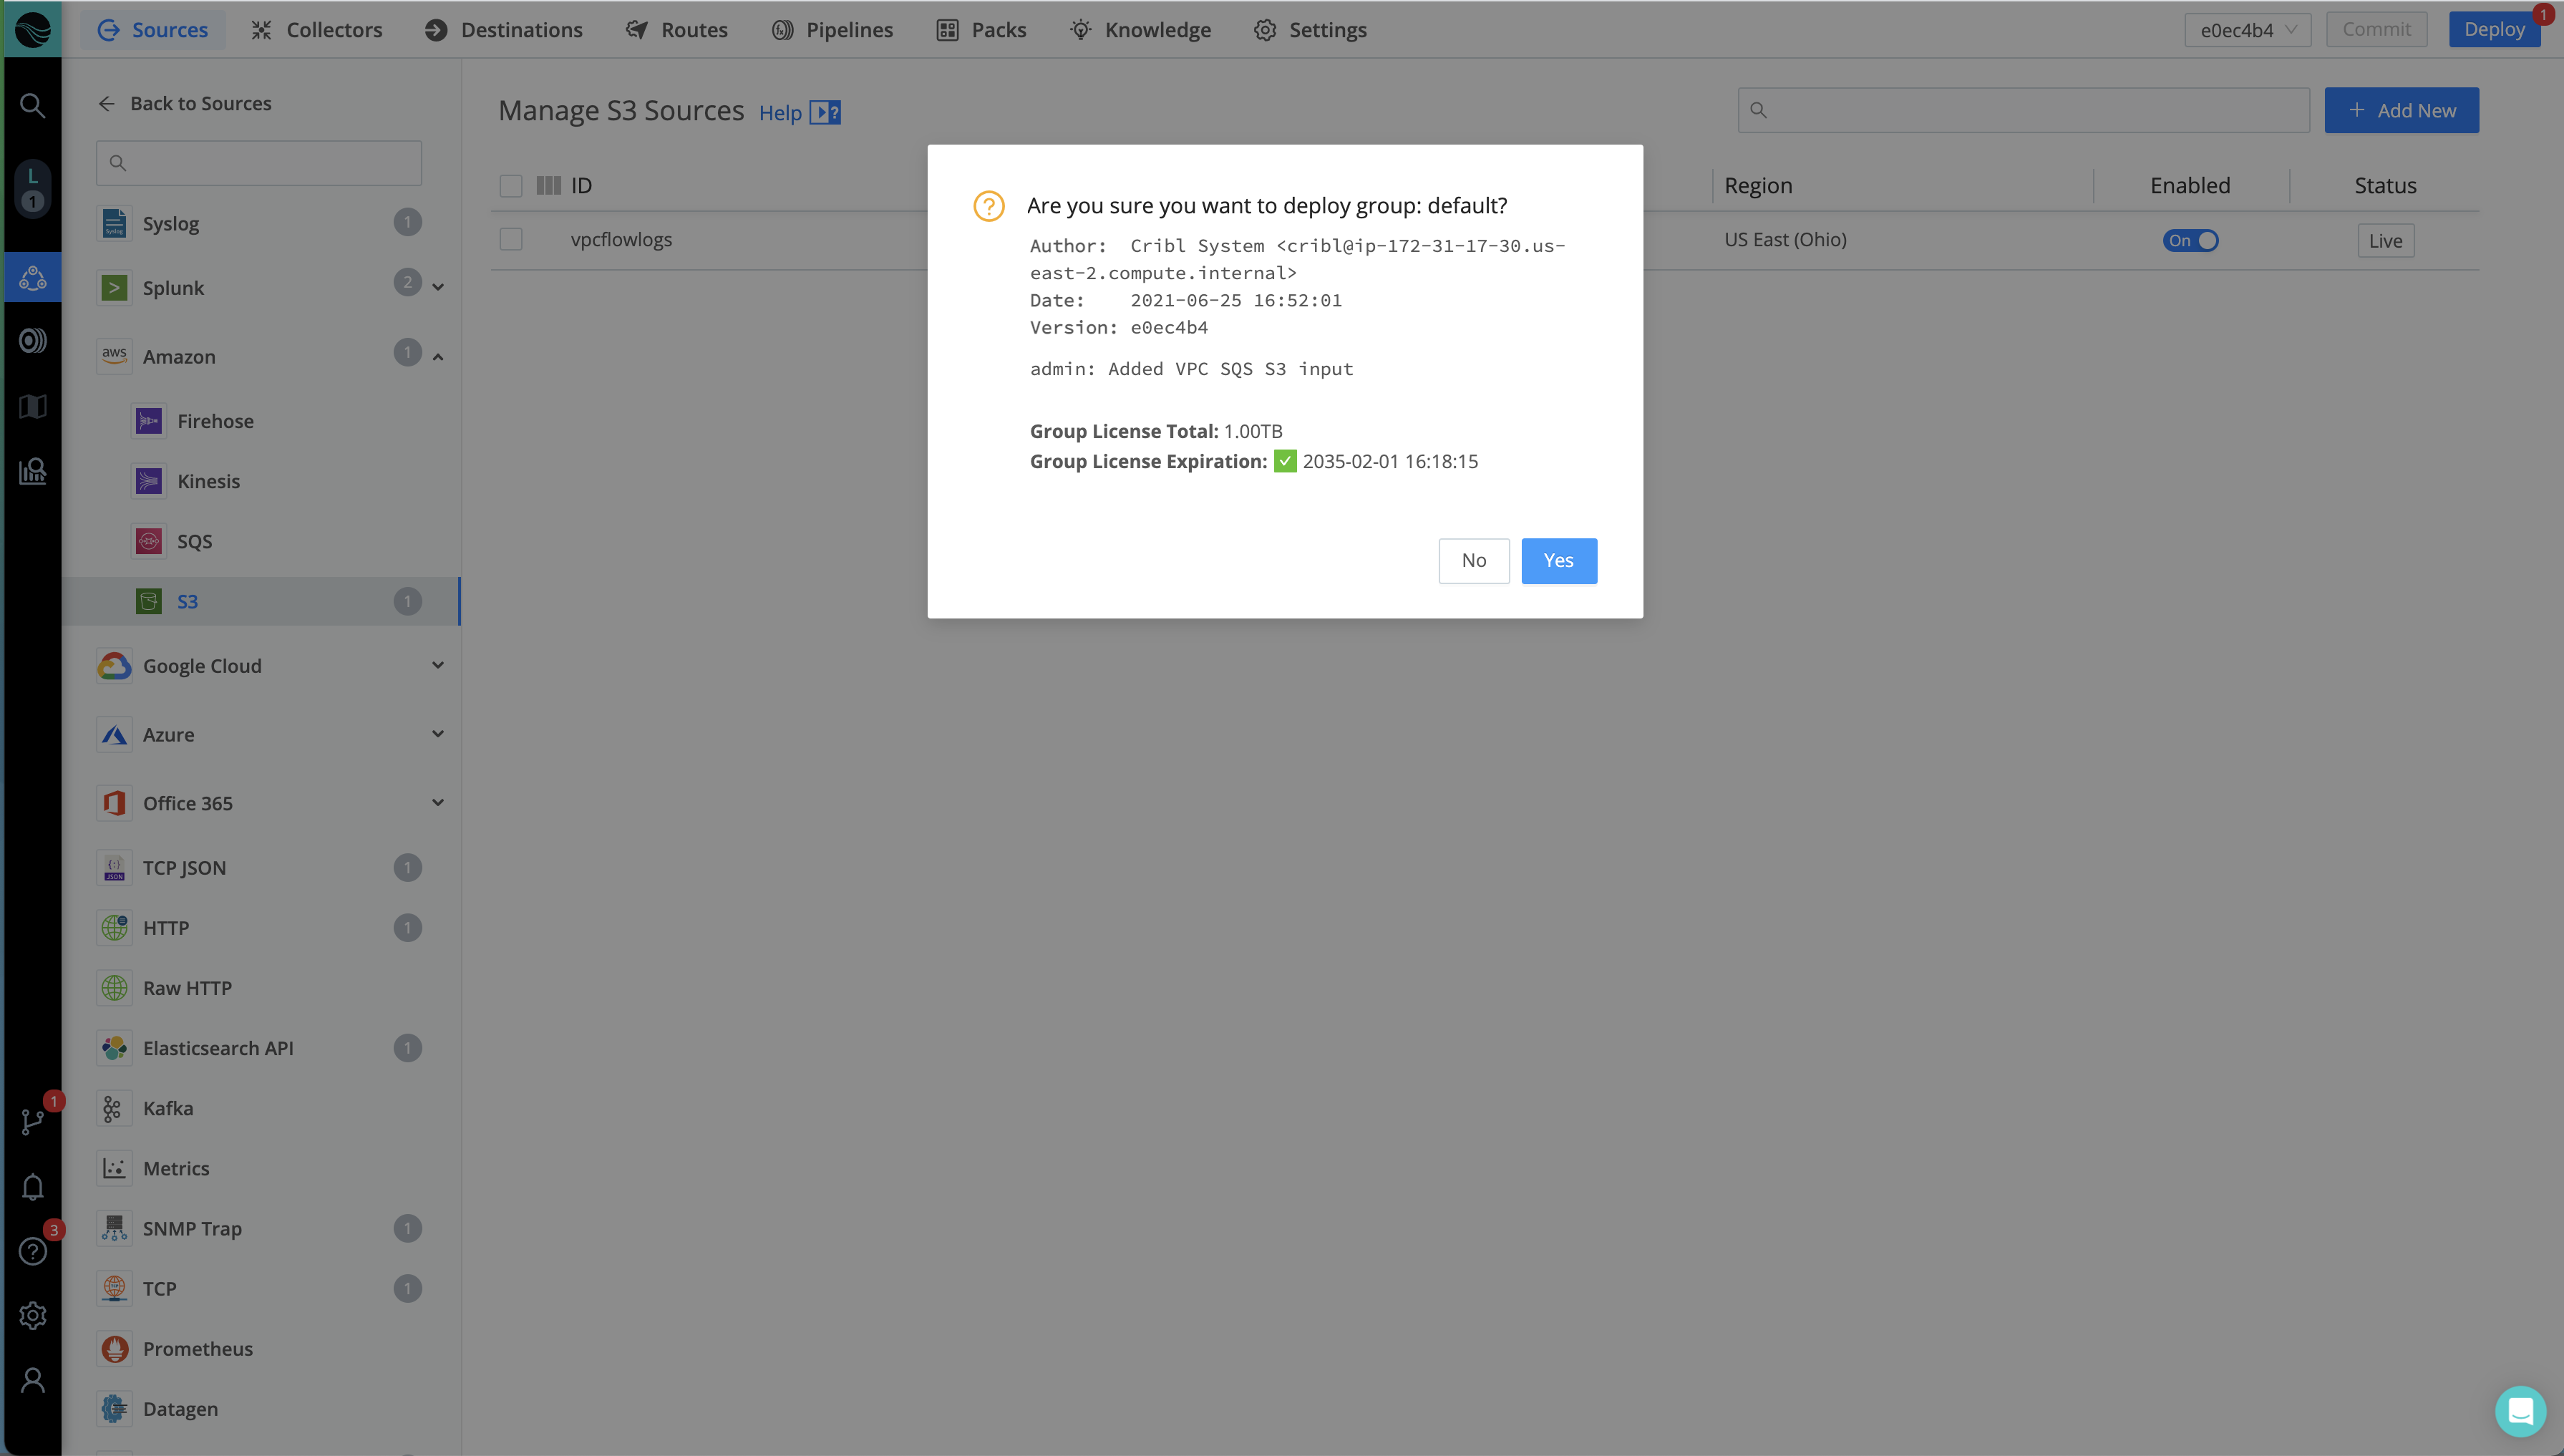 Sources
Collectors
Destinations
Routes
Pipelines
Packs
Knowledge
Settings
e0ec4b4
Commit
Deploy
1
L
1
Back to Sources
Syslog 1
Splunk 2
aws Amazon 1
Firehose
Kinesis
SQS
S3 1
Google Cloud
Azure
Office 365
TCP JSON 1
HTTP 1
Raw HTTP
Elasticsearch API 1
Kafka
Metrics
SNMP Trap 1
TCP 1
Prometheus
Datagen
1
3
Manage S3 Sources Help
Add New
ID
Region
Enabled
Status
vpcflowlogs
US East (Ohio)
On
Live
Are you sure you want to deploy group: default?
Author: Cribl System <cribl@ip-172-31-17-30.us-
east-2.compute.internal>
Date: 2021-06-25 16:52:01
Version: e0ec4b4
admin: Added VPC SQS S3 input
Group License Total: 1.00TB
Group License Expiration: ✅ 2035-02-01 16:18:15
No
Yes